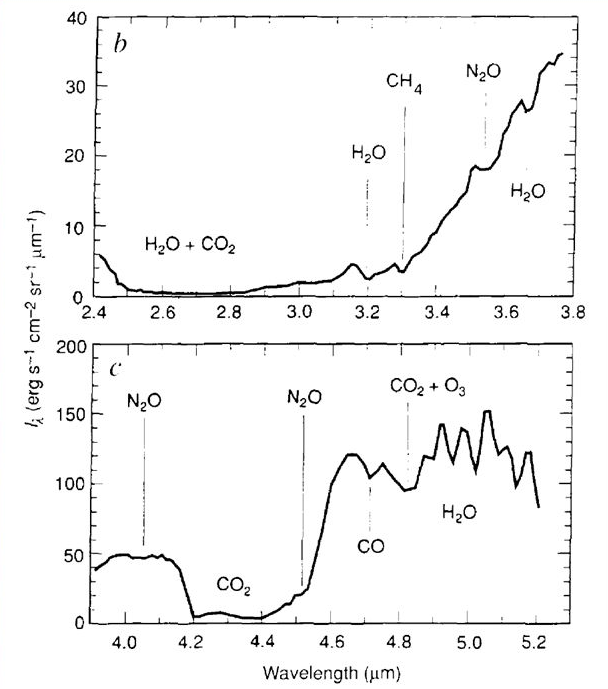 b
40
30
20
10
0
CH₄
N₂O
H₂O
H₂O
H₂O + CO₂
2.4 2.6 2.8 3.0 3.2 3.4 3.6 3.8
I_λ (erg s⁻¹ cm⁻² sr⁻¹ μm⁻¹)
c
200
150
100
50
0
N₂O
N₂O
CO₂ + O₃
H₂O
CO
CO₂
4.0 4.2 4.4 4.6 4.8 5.0 5.2
Wavelength (μm)